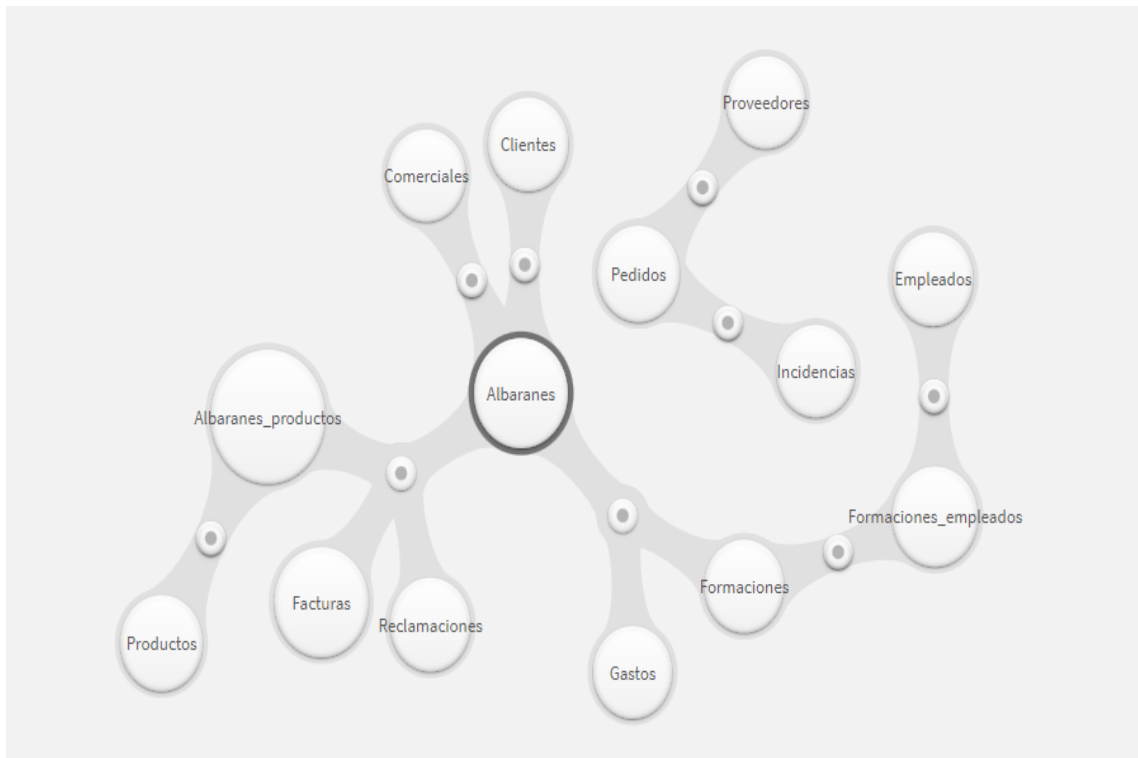 Proveedores
Clientes
Comerciales
Pedidos
Empleados
Incidencias
Albaranes
Albaranes_productos
Formaciones_empleados
Formaciones
Facturas
Reclamaciones
Productos
Gastos